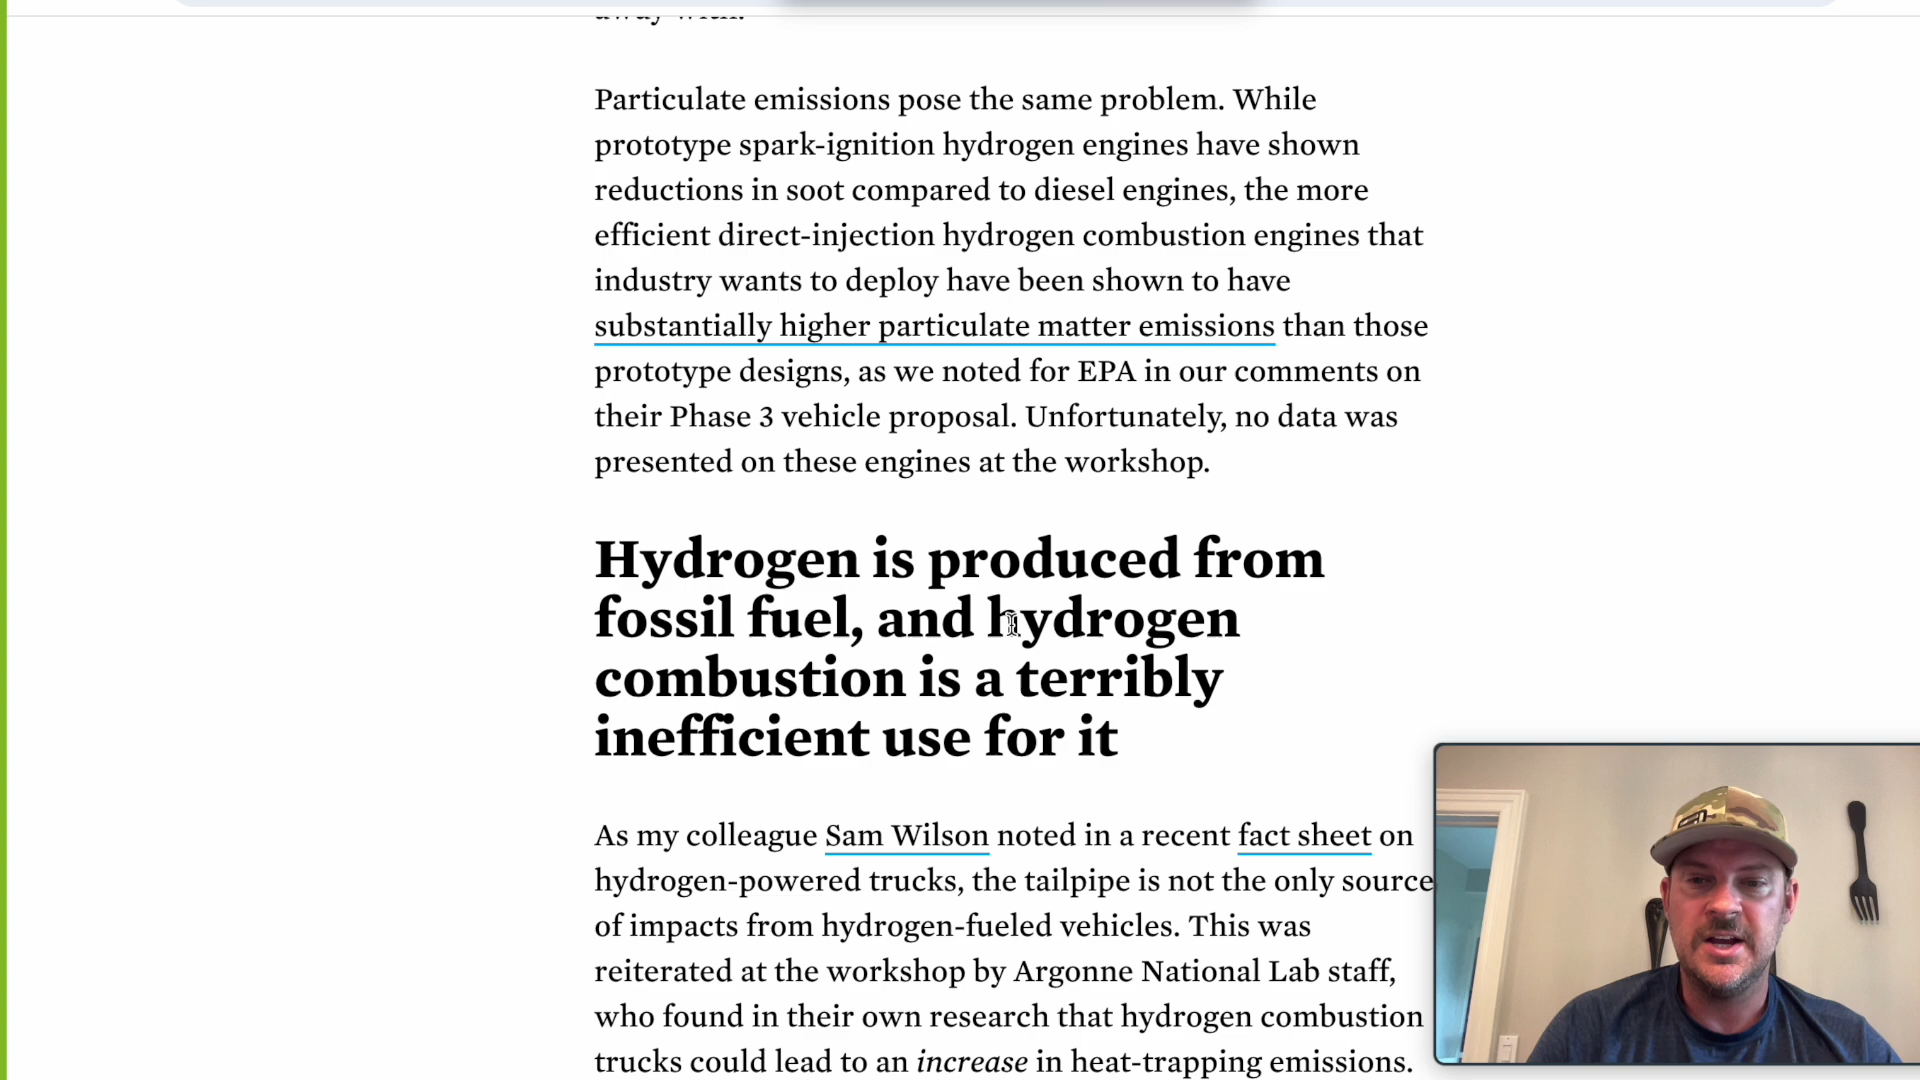 Particulate emissions pose the same problem. While
prototype spark-ignition hydrogen engines have shown
reductions in soot compared to diesel engines, the more
efficient direct-injection hydrogen combustion engines that
industry wants to deploy have been shown to have
substantially higher particulate matter emissions than those
prototype designs, as we noted for EPA in our comments on
their Phase 3 vehicle proposal. Unfortunately, no data was
presented on these engines at the workshop.
Hydrogen is produced from
fossil fuel, and hydrogen
combustion is a terribly
inefficient use for it
As my colleague Sam Wilson noted in a recent fact sheet on
hydrogen-powered trucks, the tailpipe is not the only source
of impacts from hydrogen-fueled vehicles. This was
reiterated at the workshop by Argonne National Lab staff,
who found in their own research that hydrogen combustion
trucks could lead to an increase in heat-trapping emissions.